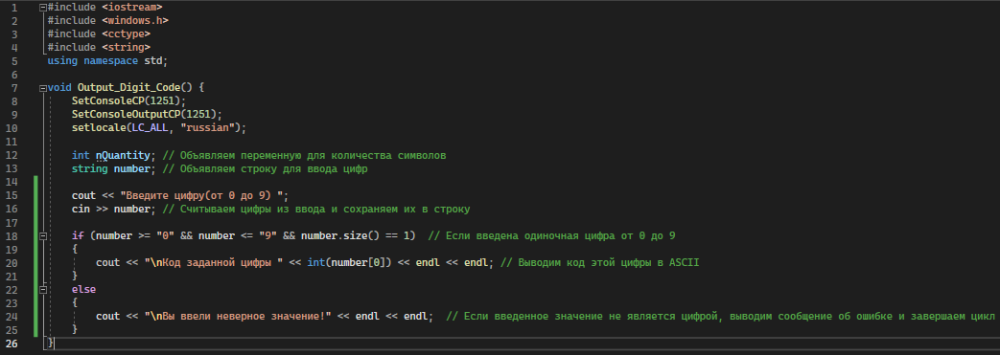 1 #include <iostream>
2 #include <windows.h>
3 #include <cctype>
4 #include <string>
5 using namespace std;
6
7 void Output_Digit_Code() {
8 SetConsoleCP(1251);
9 SetConsoleOutputCP(1251);
10 setlocale(LC_ALL, "russian");
11
12 int nQuantity; // Объявляем переменную для количества символов
13 string number; // Объявляем строку для ввода цифр
14
15 cout << "Введите цифру(от 0 до 9) ";
16 cin >> number; // Считываем цифры из ввода и сохраняем их в строку
17
18 if (number >= "0" && number <= "9" && number.size() == 1) // Если введена одиночная цифра от 0 до 9
19 {
20 cout << "\nКод заданной цифры " << int(number[0]) << endl << endl; // Выводим код этой цифры в ASCII
21 }
22 else
23 {
24 cout << "\nВы ввели неверное значение!" << endl << endl; // Если введенное значение не является цифрой, выводим сообщение об ошибке и завершаем цикл
25 }
26 }